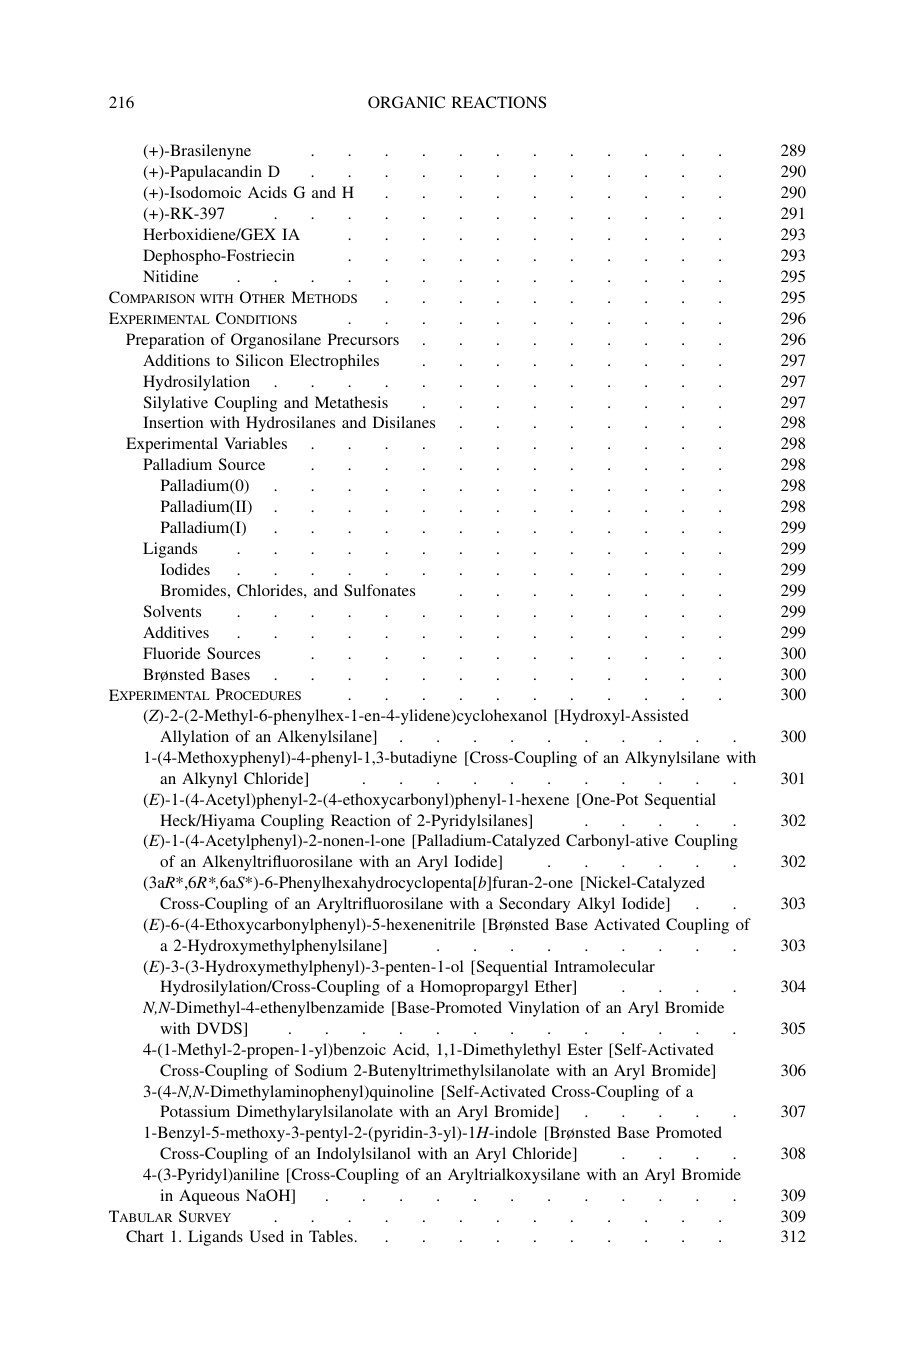 216 ORGANIC REACTIONS
(+)-Brasilenyne . . . . . . . . . . . . 289
(+)-Papulacandin D . . . . . . . . . . . . 290
(+)-Isodomoic Acids G and H . . . . . . . . . . 290
(+)-RK-397 . . . . . . . . . . . . . 291
Herboxidiene/GEX IA . . . . . . . . . . . 293
Dephospho-Fostriecin . . . . . . . . . . . 293
Nitidine . . . . . . . . . . . . . . 295
COMPARISON WITH OTHER METHODS . . . . . . . . . . 295
EXPERIMENTAL CONDITIONS . . . . . . . . . . . 296
Preparation of Organosilane Precursors . . . . . . . . . 296
Additions to Silicon Electrophiles . . . . . . . . . 297
Hydrosilylation . . . . . . . . . . . . . 297
Silylative Coupling and Metathesis . . . . . . . . . 297
Insertion with Hydrosilanes and Disilanes . . . . . . . . 298
Experimental Variables . . . . . . . . . . . . 298
Palladium Source . . . . . . . . . . . . 298
Palladium(0) . . . . . . . . . . . . . 298
Palladium(II) . . . . . . . . . . . . . 298
Palladium(I) . . . . . . . . . . . . . 299
Ligands . . . . . . . . . . . . . . 299
Iodides . . . . . . . . . . . . . . 299
Bromides, Chlorides, and Sulfonates . . . . . . . . 299
Solvents . . . . . . . . . . . . . . 299
Additives . . . . . . . . . . . . . . 299
Fluoride Sources . . . . . . . . . . . . 300
Brønsted Bases . . . . . . . . . . . . . 300
EXPERIMENTAL PROCEDURES . . . . . . . . . . . 300
(Z)-2-(2-Methyl-6-phenylhex-1-en-4-ylidene)cyclohexanol [Hydroxyl-Assisted
Allylation of an Alkenylsilane] . . . . . . . . . . 300
1-(4-Methoxyphenyl)-4-phenyl-1,3-butadiyne [Cross-Coupling of an Alkynylsilane with
an Alkynyl Chloride] . . . . . . . . . . . 301
(E)-1-(4-Acetyl)phenyl-2-(4-ethoxycarbonyl)phenyl-1-hexene [One-Pot Sequential
Heck/Hiyama Coupling Reaction of 2-Pyridylsilanes] . . . . . 302
(E)-1-(4-Acetylphenyl)-2-nonen-l-one [Palladium-Catalyzed Carbonyl-ative Coupling
of an Alkenyltrifluorosilane with an Aryl Iodide] . . . . . . 302
(3aR*,6R*,6aS*)-6-Phenylhexahydrocyclopenta[b]furan-2-one [Nickel-Catalyzed
Cross-Coupling of an Aryltrifluorosilane with a Secondary Alkyl Iodide] . . 303
(E)-6-(4-Ethoxycarbonylphenyl)-5-hexenenitrile [Brønsted Base Activated Coupling of
a 2-Hydroxymethylphenylsilane] . . . . . . . . . 303
(E)-3-(3-Hydroxymethylphenyl)-3-penten-1-ol [Sequential Intramolecular
Hydrosilylation/Cross-Coupling of a Homopropargyl Ether] . . . . 304
N,N-Dimethyl-4-ethenylbenzamide [Base-Promoted Vinylation of an Aryl Bromide
with DVDS] . . . . . . . . . . . . . 305
4-(1-Methyl-2-propen-1-yl)benzoic Acid, 1,1-Dimethylethyl Ester [Self-Activated
Cross-Coupling of Sodium 2-Butenyltrimethylsilanolate with an Aryl Bromide] 306
3-(4-N,N-Dimethylaminophenyl)quinoline [Self-Activated Cross-Coupling of a
Potassium Dimethylarylsilanolate with an Aryl Bromide] . . . . . 307
1-Benzyl-5-methoxy-3-pentyl-2-(pyridin-3-yl)-1H-indole [Brønsted Base Promoted
Cross-Coupling of an Indolylsilanol with an Aryl Chloride] . . . . 308
4-(3-Pyridyl)aniline [Cross-Coupling of an Aryltrialkoxysilane with an Aryl Bromide
in Aqueous NaOH] . . . . . . . . . . . . 309
TABULAR SURVEY . . . . . . . . . . . . . 309
Chart 1. Ligands Used in Tables. . . . . . . . . . . 312